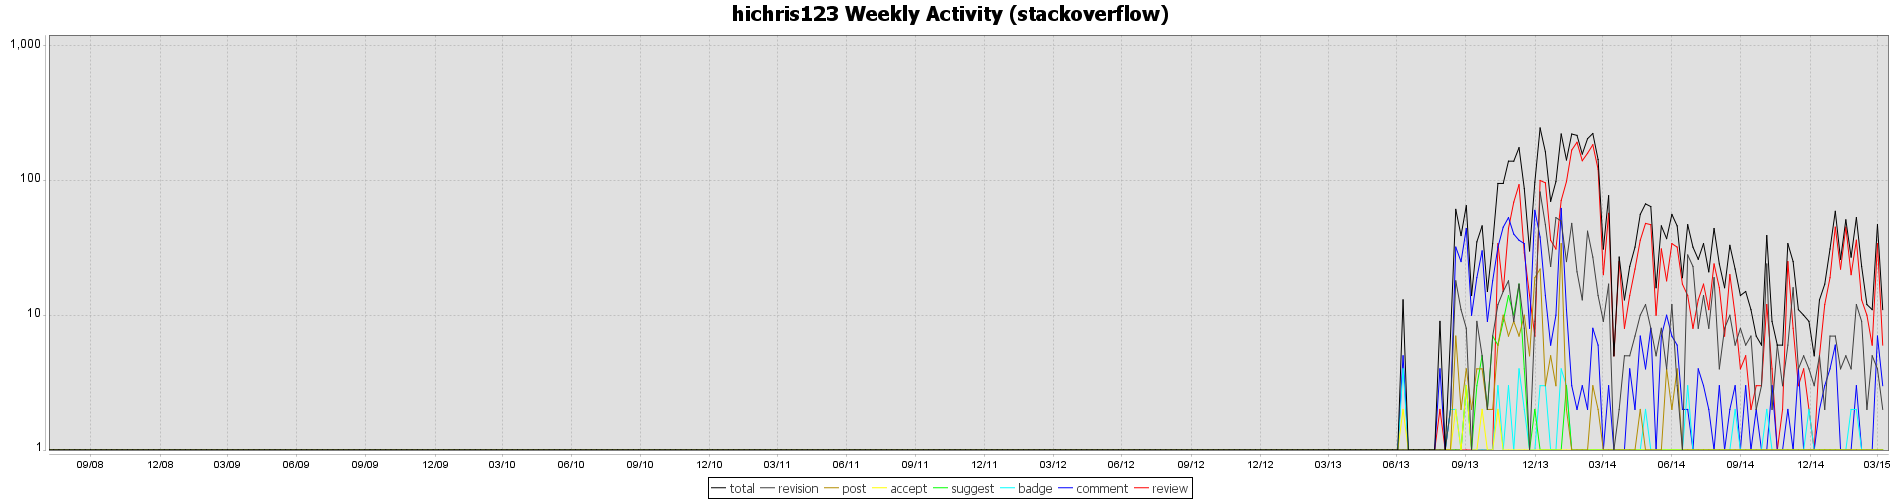 hichris123 Weekly Activity (stackoverflow)
1,000
100
10
1
09/08 12/08 03/09 06/09 09/09 12/09 03/10 06/10 09/10 12/10 03/11 06/11 09/11 12/11 03/12 06/12 09/12 12/12 03/13 06/13 09/13 12/13 03/14 06/14 09/14 12/14 03/15
total revision post accept suggest badge comment review